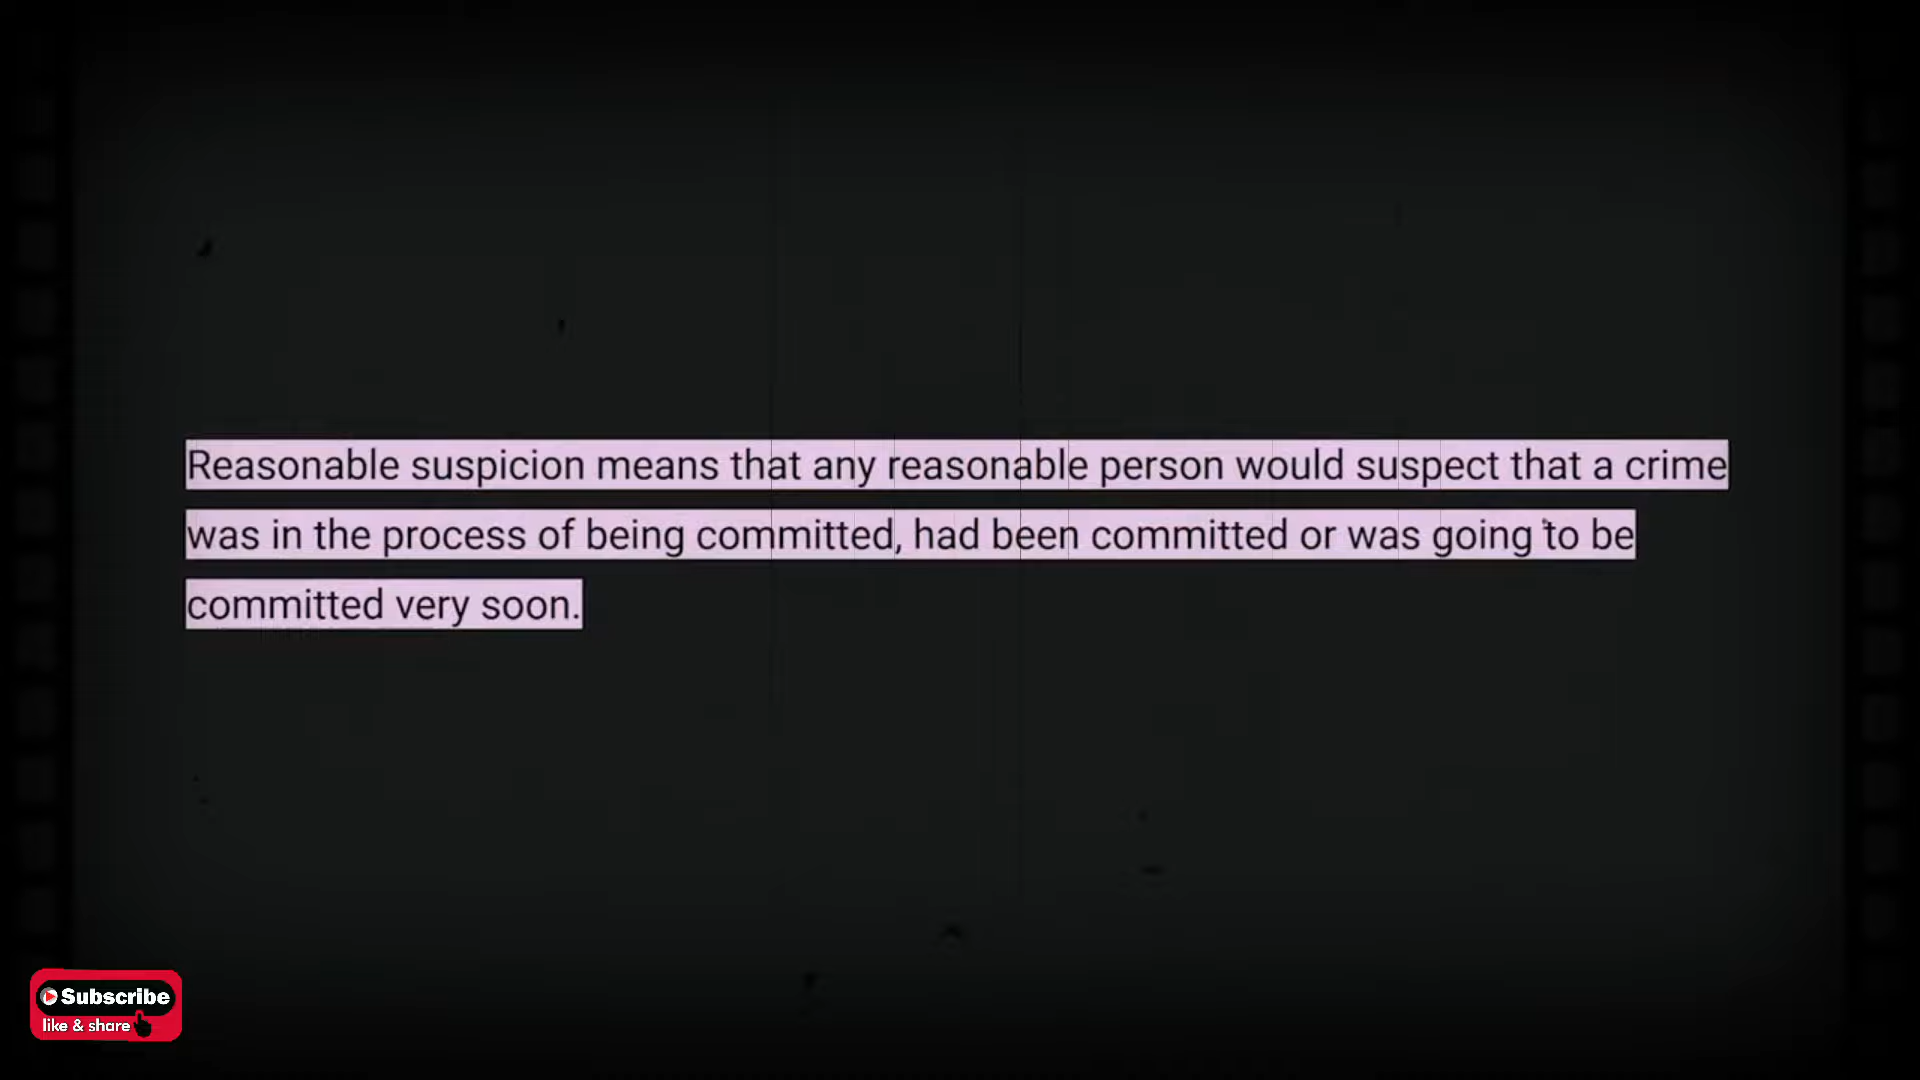 Reasonable suspicion means that any reasonable person would suspect that a crime
was in the process of being committed, had been committed or was going to be
committed very soon.
Subscribe
like & share